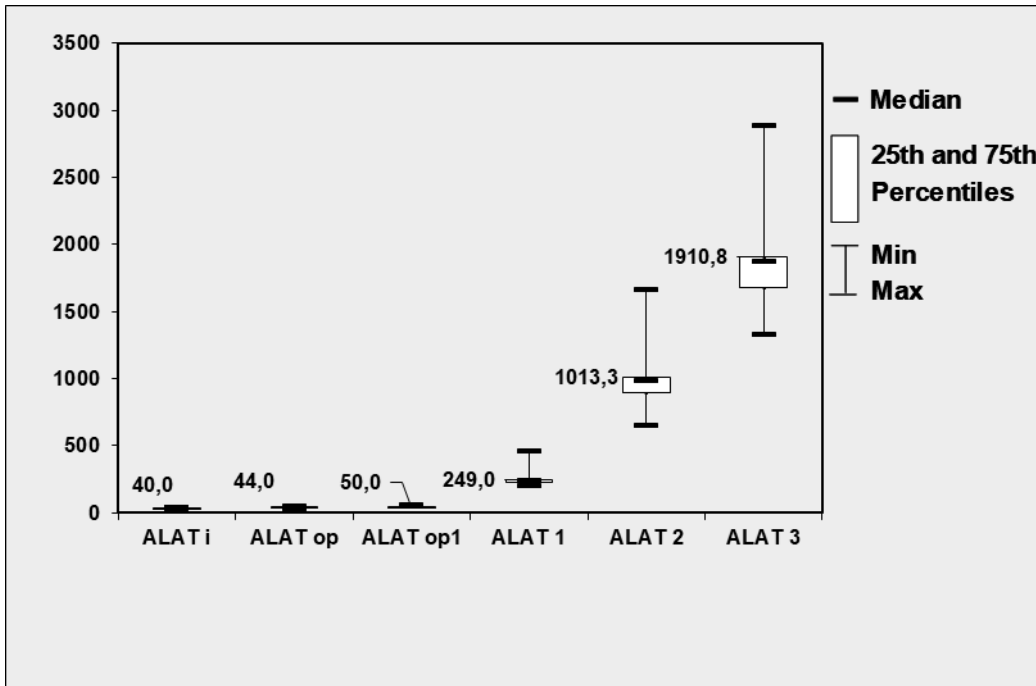 3500
3000
2500
2000
1500
1000
500
0
40,0
44,0
50,0
249,0
1013,3
1910,8
ALAT i
ALAT op
ALAT op1
ALAT 1
ALAT 2
ALAT 3
Median
25th and 75th
Percentiles
Min
Max